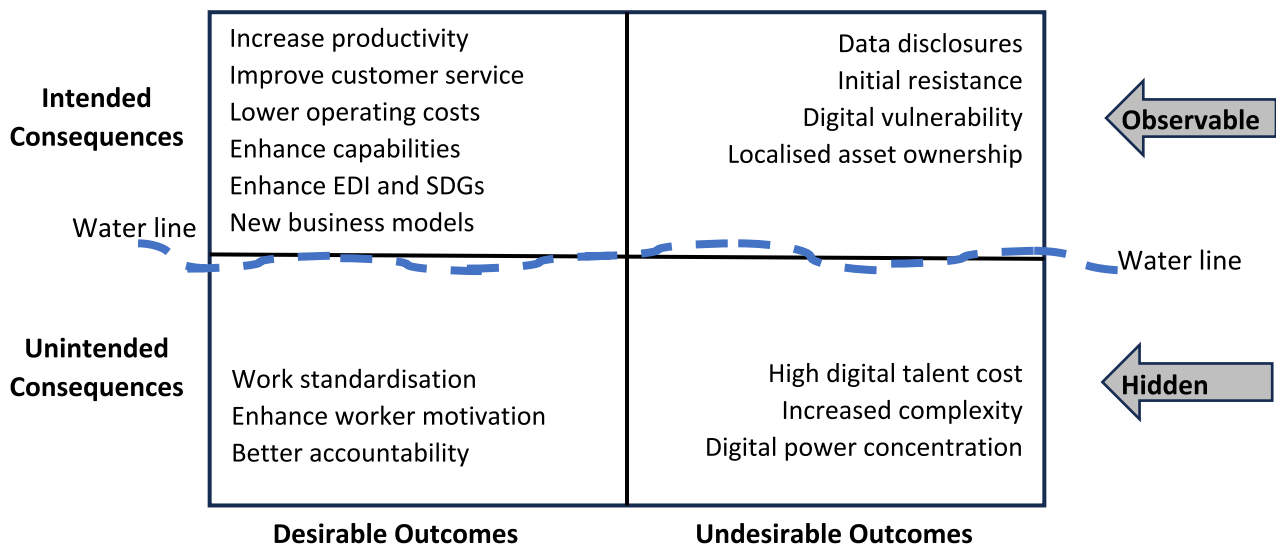 Intended
Consequences
Increase productivity
Improve customer service
Lower operating costs
Enhance capabilities
Enhance EDI and SDGs
New business models
Data disclosures
Initial resistance
Digital vulnerability
Localised asset ownership
Observable
Water line
Water line
Unintended
Consequences
Work standardisation
Enhance worker motivation
Better accountability
High digital talent cost
Increased complexity
Digital power concentration
Hidden
Desirable Outcomes
Undesirable Outcomes